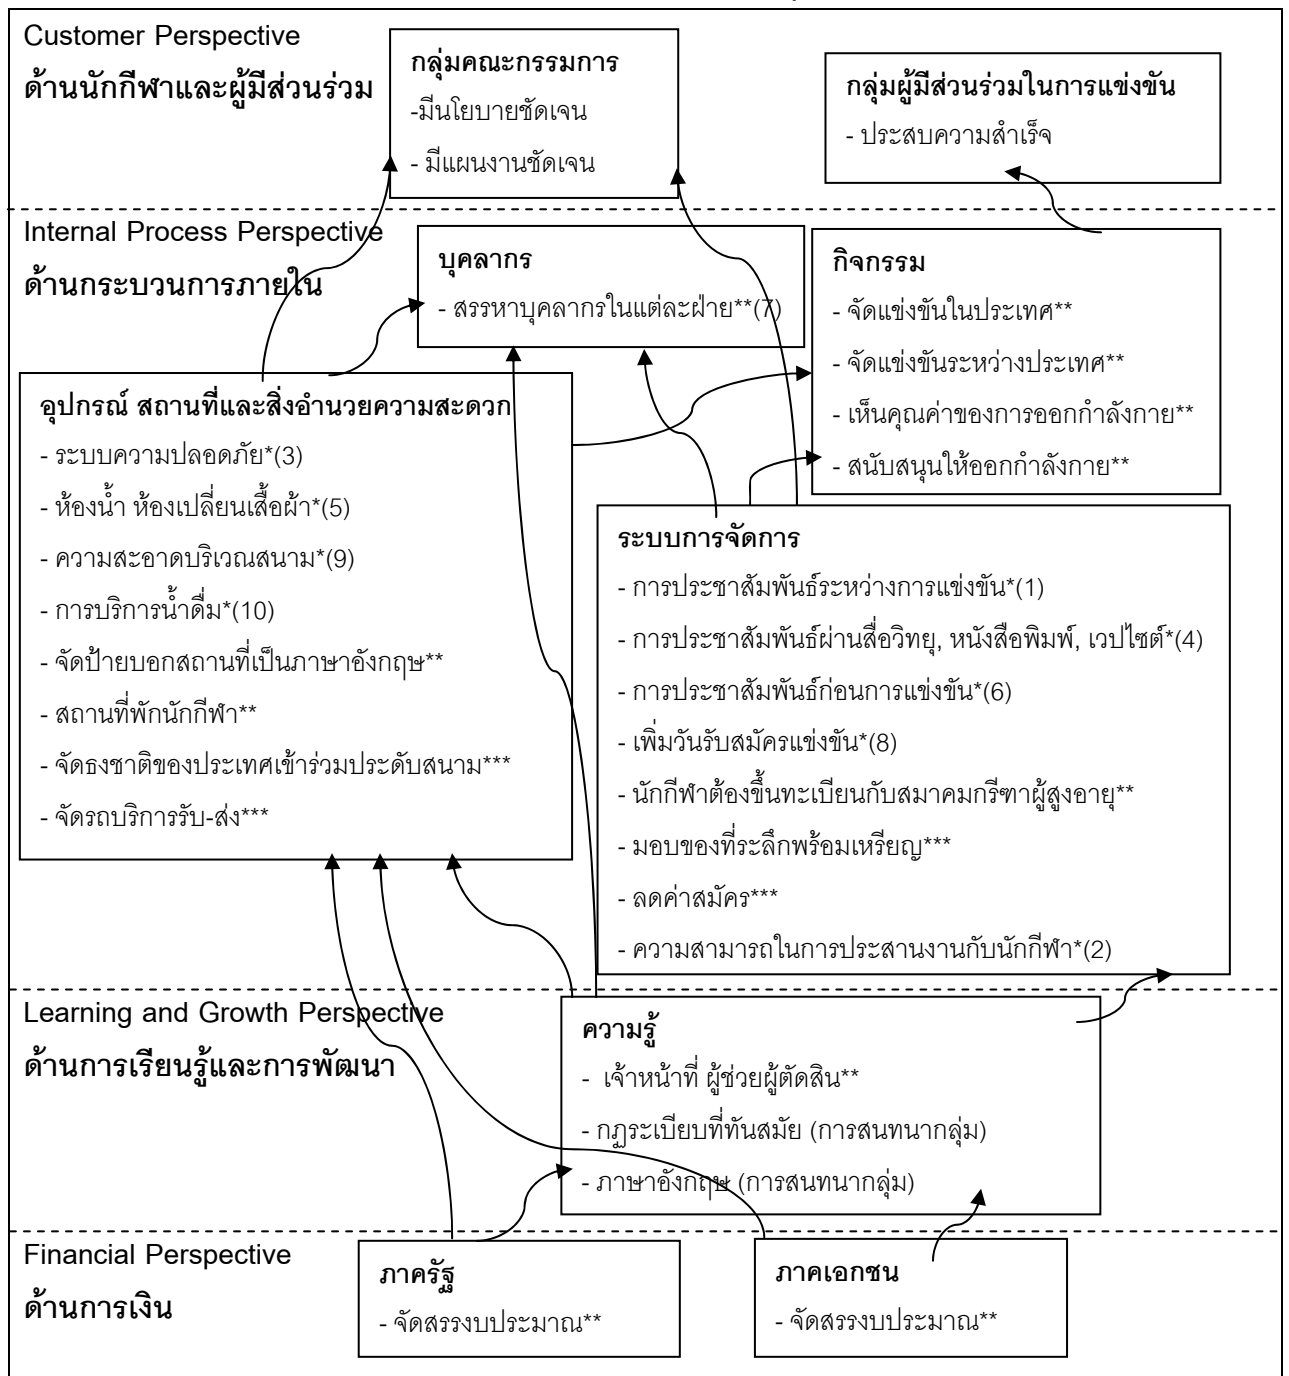 Customer Perspective
ด้านนักกีฬาและผู้มีส่วนร่วม
กลุ่มคณะกรรมการ
-มีนโยบายชัดเจน
- มีแผนงานชัดเจน
กลุ่มผู้มีส่วนร่วมในการแข่งขัน
- ประสบความสำเร็จ
Internal Process Perspective
ด้านกระบวนการภายใน
บุคลากร
- สรรหาบุคลากรในแต่ละฝ่าย**(7)
กิจกรรม
- จัดแข่งขันในประเทศ**
- จัดแข่งขันระหว่างประเทศ**
- เห็นคุณค่าของการออกกำลังกาย**
- สนับสนุนให้ออกกำลังกาย**
อุปกรณ์ สถานที่และสิ่งอำนวยความสะดวก
- ระบบความปลอดภัย*(3)
- ห้องน้ำ ห้องเปลี่ยนเสื้อผ้า*(5)
- ความสะอาดบริเวณสนาม*(9)
- การบริการน้ำดื่ม*(10)
- จัดป้ายบอกสถานที่เป็นภาษาอังกฤษ**
- สถานที่พักนักกีฬา**
- จัดธงชาติของประเทศเข้าร่วมประดับสนาม***
- จัดรถบริการรับ-ส่ง***
ระบบการจัดการ
- การประชาสัมพันธ์ระหว่างการแข่งขัน*(1)
- การประชาสัมพันธ์ผ่านสื่อวิทยุ, หนังสือพิมพ์, เวปไซต์*(4)
- การประชาสัมพันธ์ก่อนการแข่งขัน*(6)
- เพิ่มวันรับสมัครแข่งขัน*(8)
- นักกีฬาต้องขึ้นทะเบียนกับสมาคมกรีฑาผู้สูงอายุ**
- มอบของที่ระลึกพร้อมเหรียญ***
- ลดค่าสมัคร***
- ความสามารถในการประสานงานกับนักกีฬา*(2)
Learning and Growth Perspective
ด้านการเรียนรู้และการพัฒนา
ความรู้
- เจ้าหน้าที่ ผู้ช่วยผู้ตัดสิน**
- กฎระเบียบที่ทันสมัย (การสนทนากลุ่ม)
- ภาษาอังกฤษ (การสนทนากลุ่ม)
Financial Perspective
ด้านการเงิน
ภาครัฐ
- จัดสรรงบประมาณ**
ภาคเอกชน
- จัดสรรงบประมาณ**